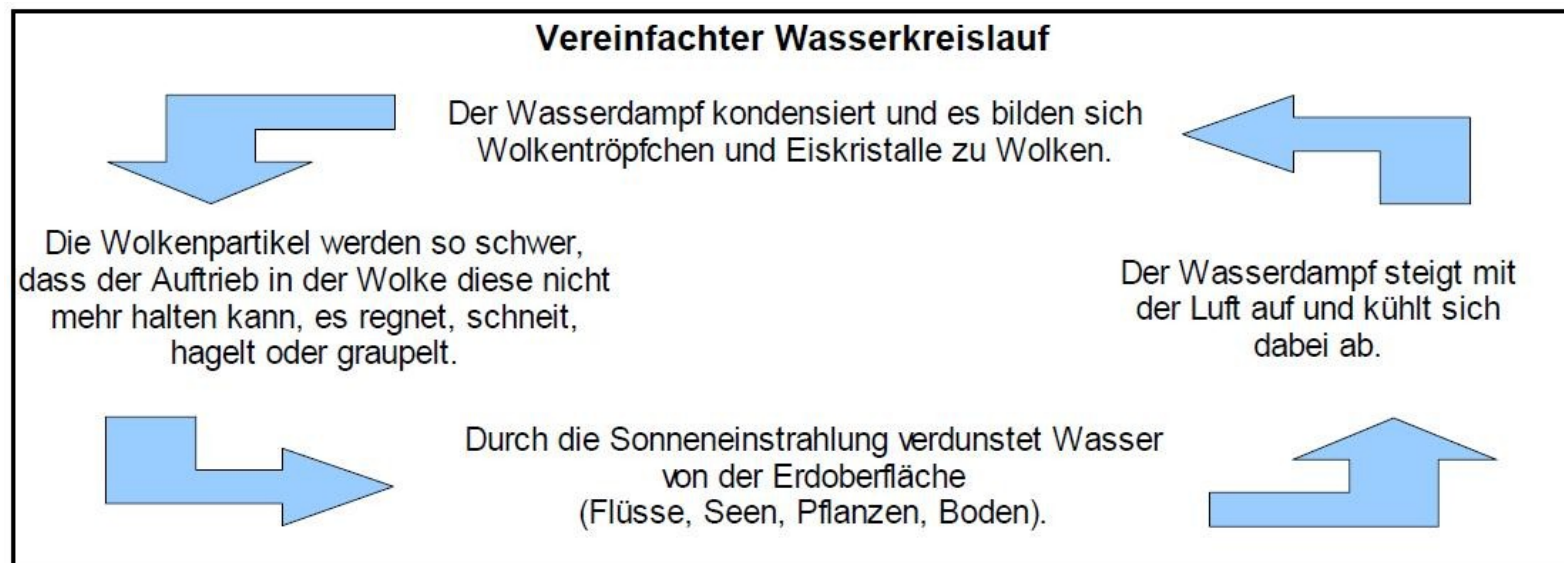 Vereinfachter Wasserkreislauf
Der Wasserdampf kondensiert und es bilden sich
Wolkentröpfchen und Eiskristalle zu Wolken.
Die Wolkenpartikel werden so schwer,
dass der Auftrieb in der Wolke diese nicht
mehr halten kann, es regnet, schneit,
hagelt oder graupelt.
Der Wasserdampf steigt mit
der Luft auf und kühlt sich
dabei ab.
Durch die Sonneneinstrahlung verdunstet Wasser
von der Erdoberfläche
(Flüsse, Seen, Pflanzen, Boden).